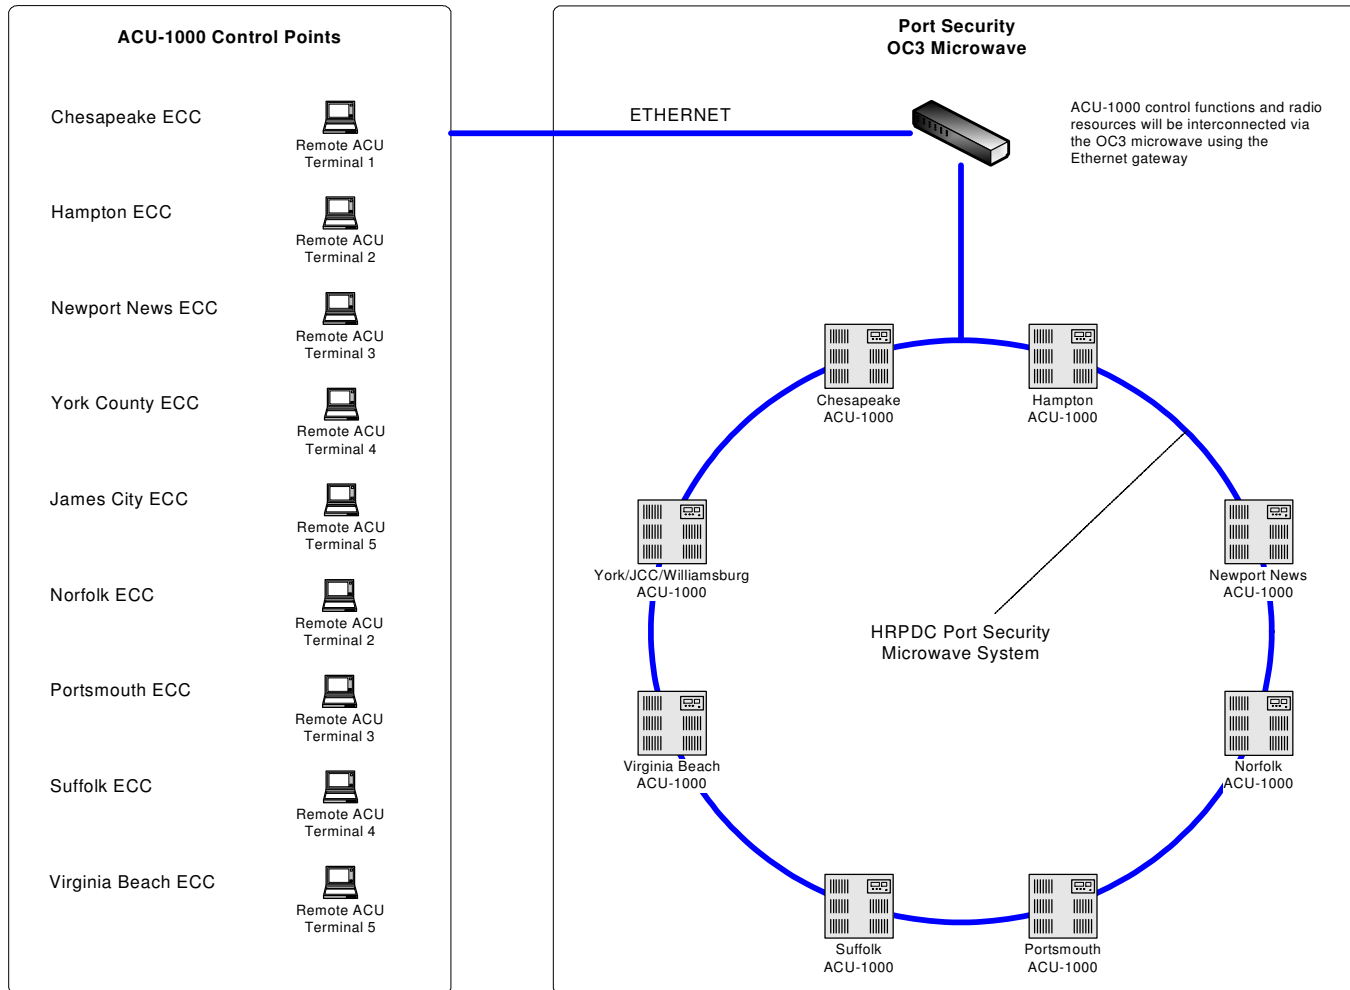 ACU-1000 Control Points
Chesapeake ECC
Remote ACU
Terminal 1
Hampton ECC
Remote ACU
Terminal 2
Newport News ECC
Remote ACU
Terminal 3
York County ECC
Remote ACU
Terminal 4
James City ECC
Remote ACU
Terminal 5
Norfolk ECC
Remote ACU
Terminal 2
Portsmouth ECC
Remote ACU
Terminal 3
Suffolk ECC
Remote ACU
Terminal 4
Virginia Beach ECC
Remote ACU
Terminal 5
ETHERNET
Port Security
OC3 Microwave
ACU-1000 control functions and radio
resources will be interconnected via
the OC3 microwave using the
Ethernet gateway
Chesapeake
ACU-1000
Hampton
ACU-1000
York/JCC/Williamsburg
ACU-1000
Newport News
ACU-1000
HRPDC Port Security
Microwave System
Virginia Beach
ACU-1000
Norfolk
ACU-1000
Suffolk
ACU-1000
Portsmouth
ACU-1000